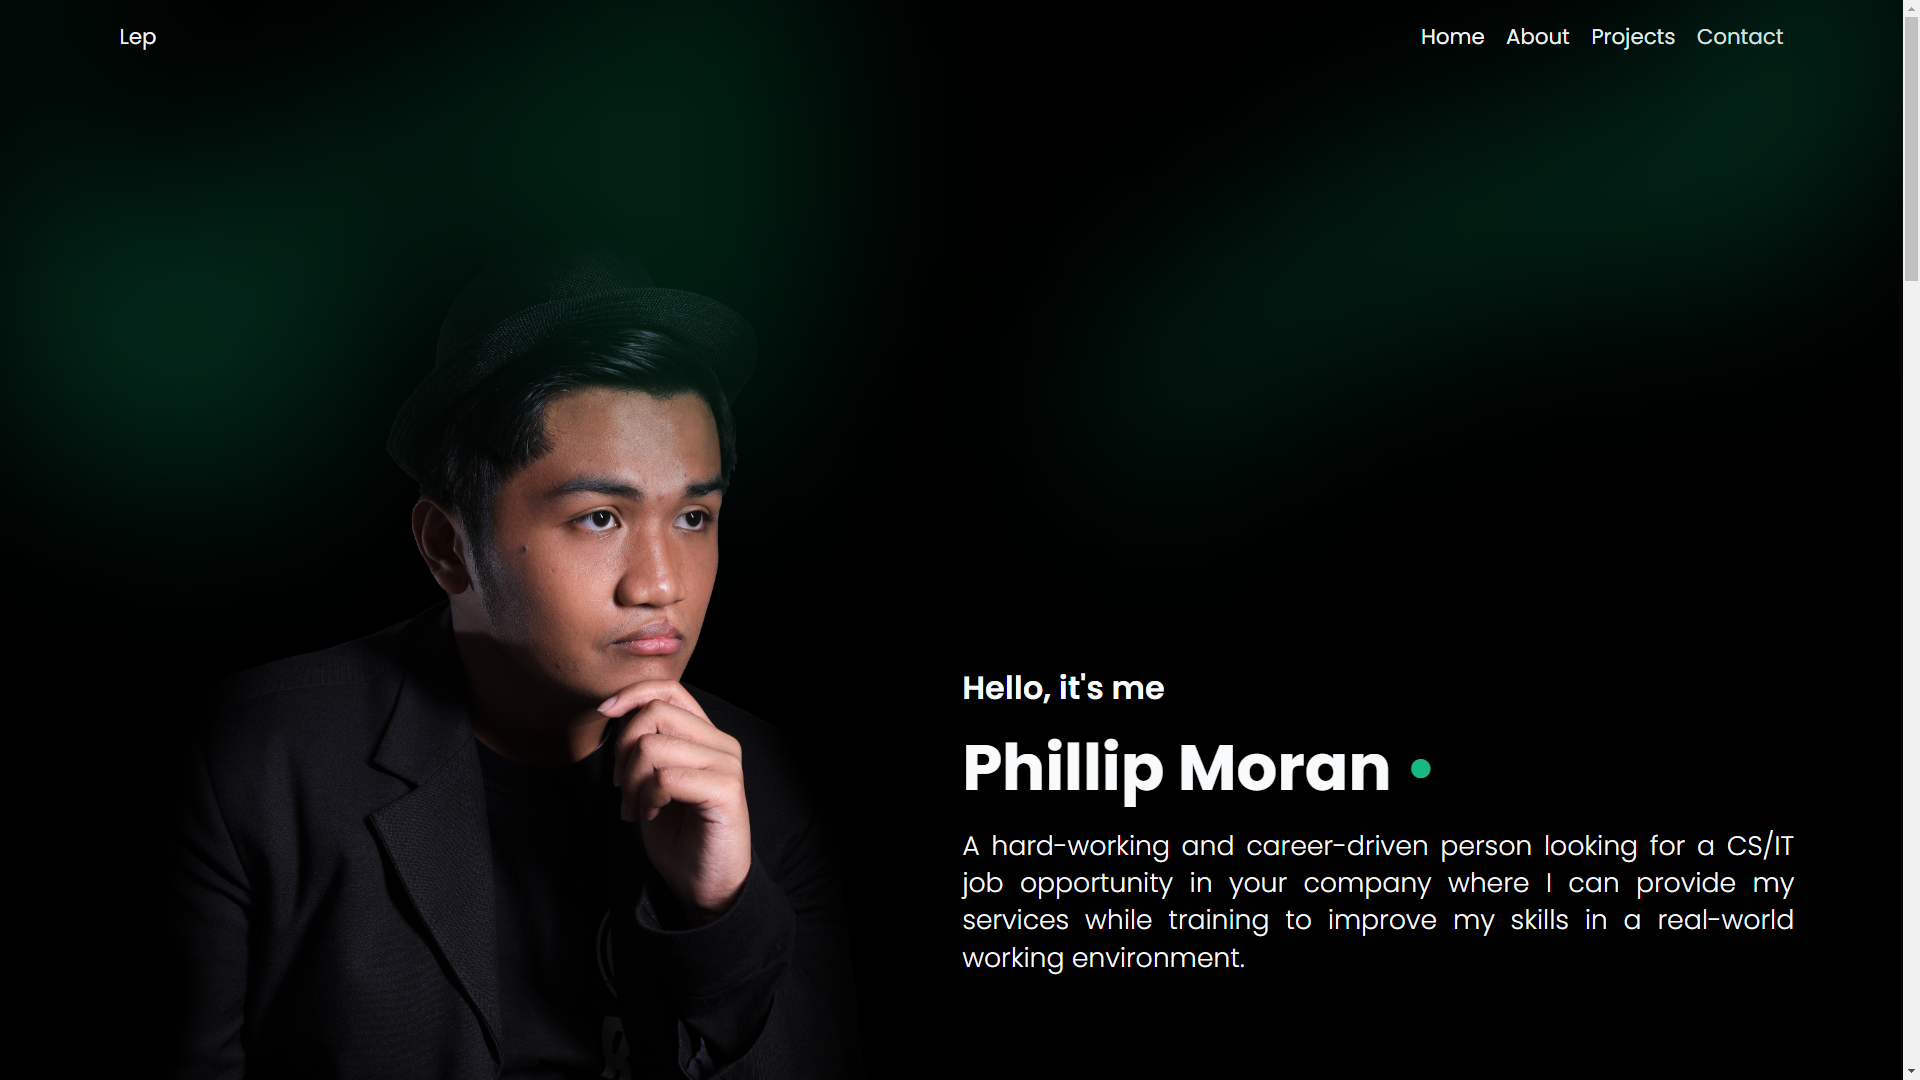 Lep
Home About Projects Contact
Hello, it's me
Phillip Moran
A hard-working and career-driven person looking for a CS/IT
job opportunity in your company where I can provide my
services while training to improve my skills in a real-world
working environment.